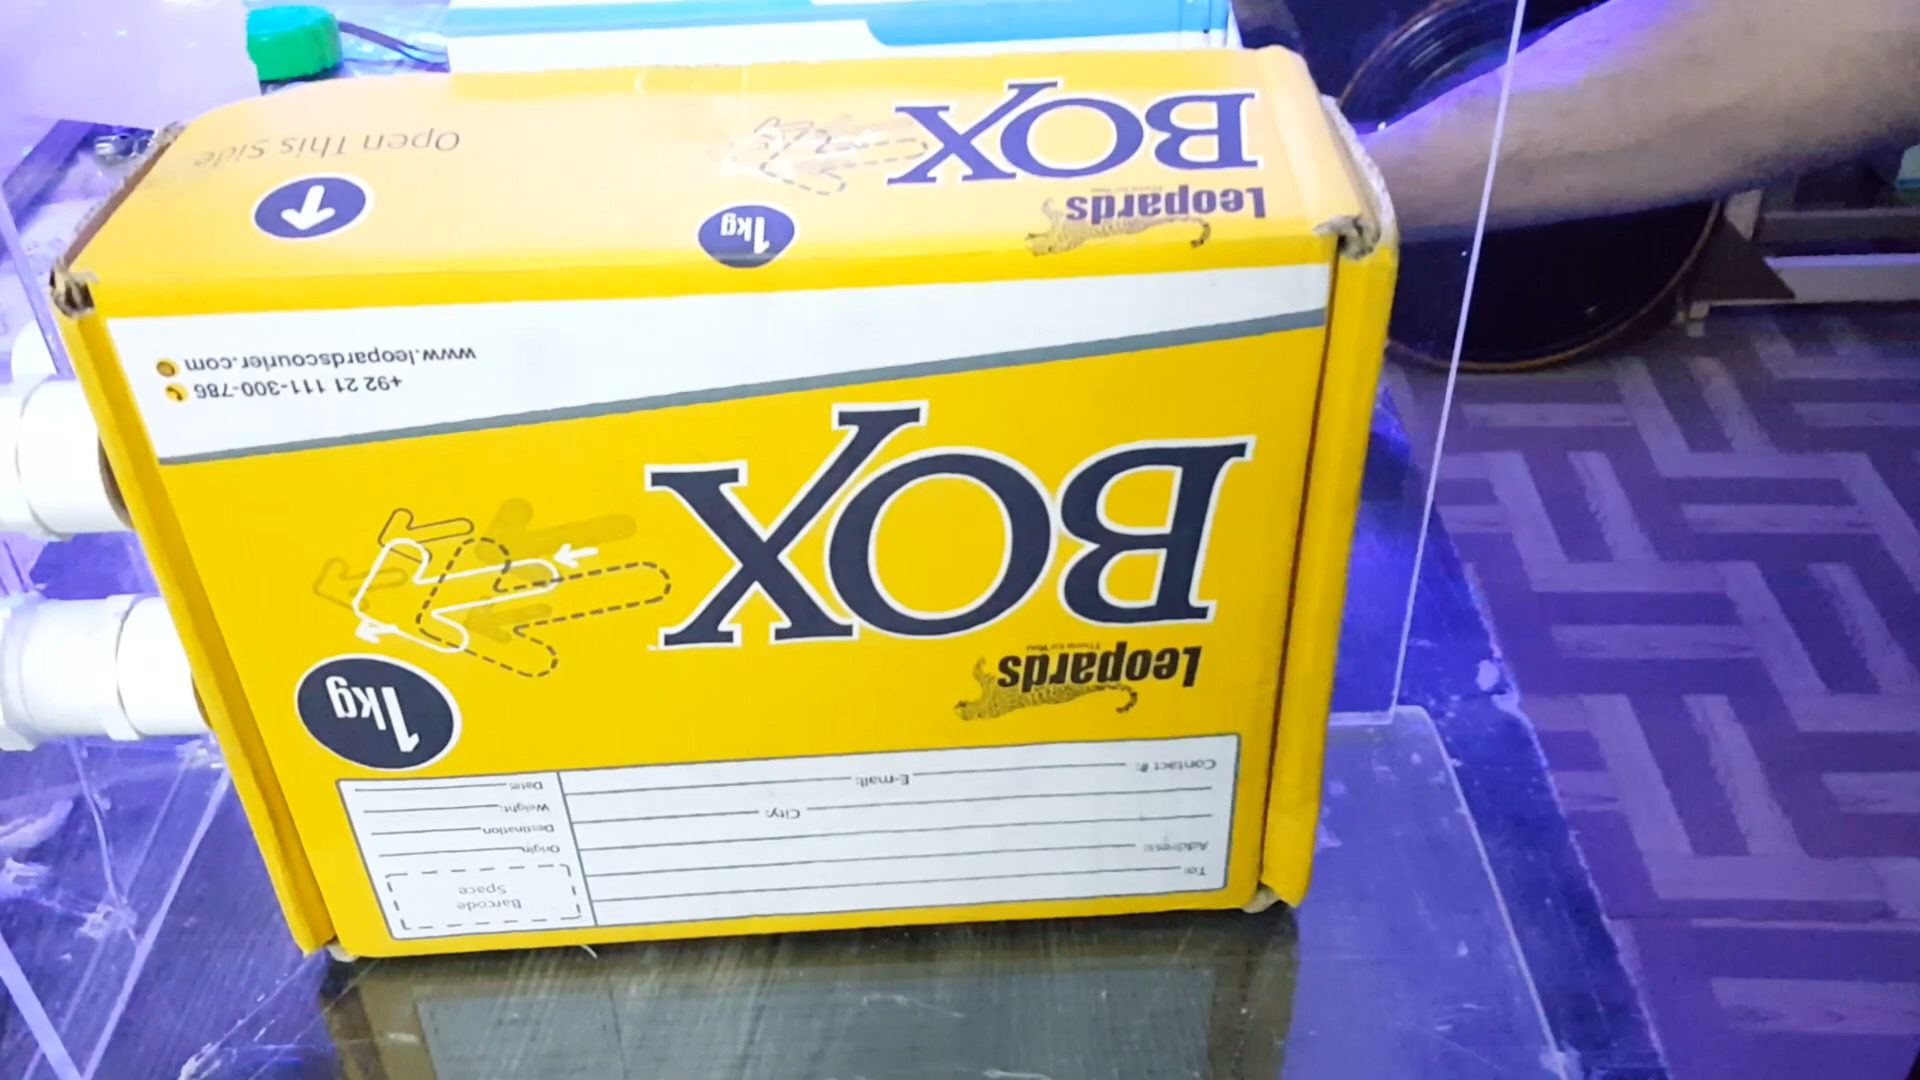 To:
Address:
City:
Contact #:
E-mail:
Barcode
Space
Origin:
Destination
Weight:
Date:
Leopards
BOX
1kg
+92 21 111-300-786
www.leopardscourier.com
Leopards
BOX
1kg
Open This Side